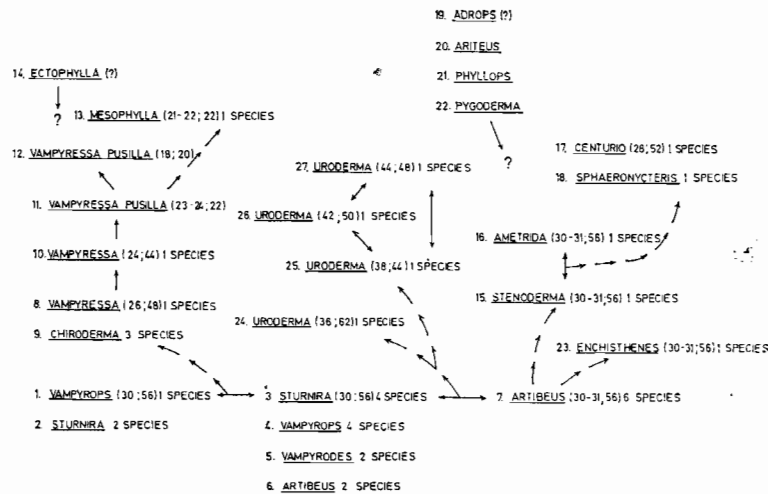 19. ADROPS (?)
20. ARITEUS
14. ECTOPHYLLA (?)
21. PHYLLOPS
22. PYGODERMA
? 13. MESOPHYLLA (21-22; 22) 1 SPECIES
17. CENTURIO (28; 52) 1 SPECIES
12. VAMPYRESSA PUSILLA (18; 20)
27. URODERMA (44; 48) 1 SPECIES
?
18. SPHAERONYCTERIS 1 SPECIES
11. VAMPYRESSA PUSILLA (23-24; 22)
26. URODERMA (42; 50) 1 SPECIES
16. AMETRIDA (30-31; 56) 1 SPECIES
10. VAMPYRESSA (24; 44) 1 SPECIES
25. URODERMA (38; 44) 1 SPECIES
15. STENODERMA (30-31; 56) 1 SPECIES
8. VAMPYRESSA (26; 48) 1 SPECIES
24. URODERMA (36; 62) 1 SPECIES
9. CHIRODERMA 3 SPECIES
23. ENCHISTHENES (30-31; 56) 1 SPECIES
1. VAMPYROPS (30; 56) 1 SPECIES
3. STURNIRA (30; 56) 4 SPECIES
7. ARTIBEUS (30-31, 56) 6 SPECIES
2. STURNIRA 2 SPECIES
4. VAMPYROPS 4 SPECIES
5. VAMPYRODES 2 SPECIES
6. ARTIBEUS 2 SPECIES